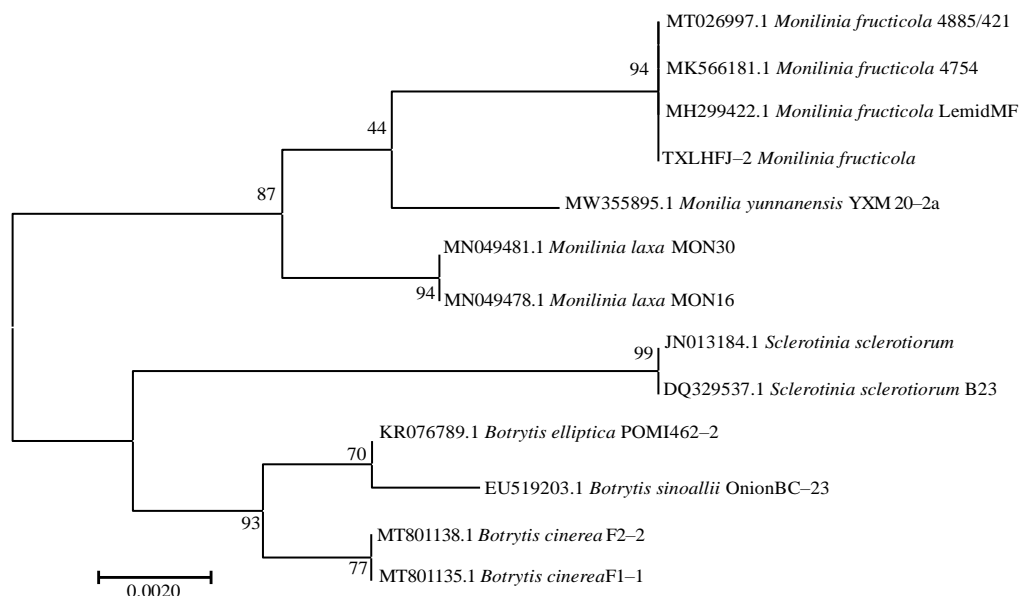 MT026997.1 Monilinia fructicola 4885/421
94 MK566181.1 Monilinia fructicola 4754
MH299422.1 Monilinia fructicola LemidMF
44
TXLHFJ–2 Monilinia fructicola
87
MW355895.1 Monilia yunnanensis YXM 20–2a
MN049481.1 Monilinia laxa MON30
94 MN049478.1 Monilinia laxa MON16
JN013184.1 Sclerotinia sclerotiorum
99
DQ329537.1 Sclerotinia sclerotiorum B23
KR076789.1 Botrytis elliptica POMI462–2
70
EU519203.1 Botrytis sinoallii OnionBC–23
93
MT801138.1 Botrytis cinerea F2–2
77 MT801135.1 Botrytis cinereaF1–1
0.0020